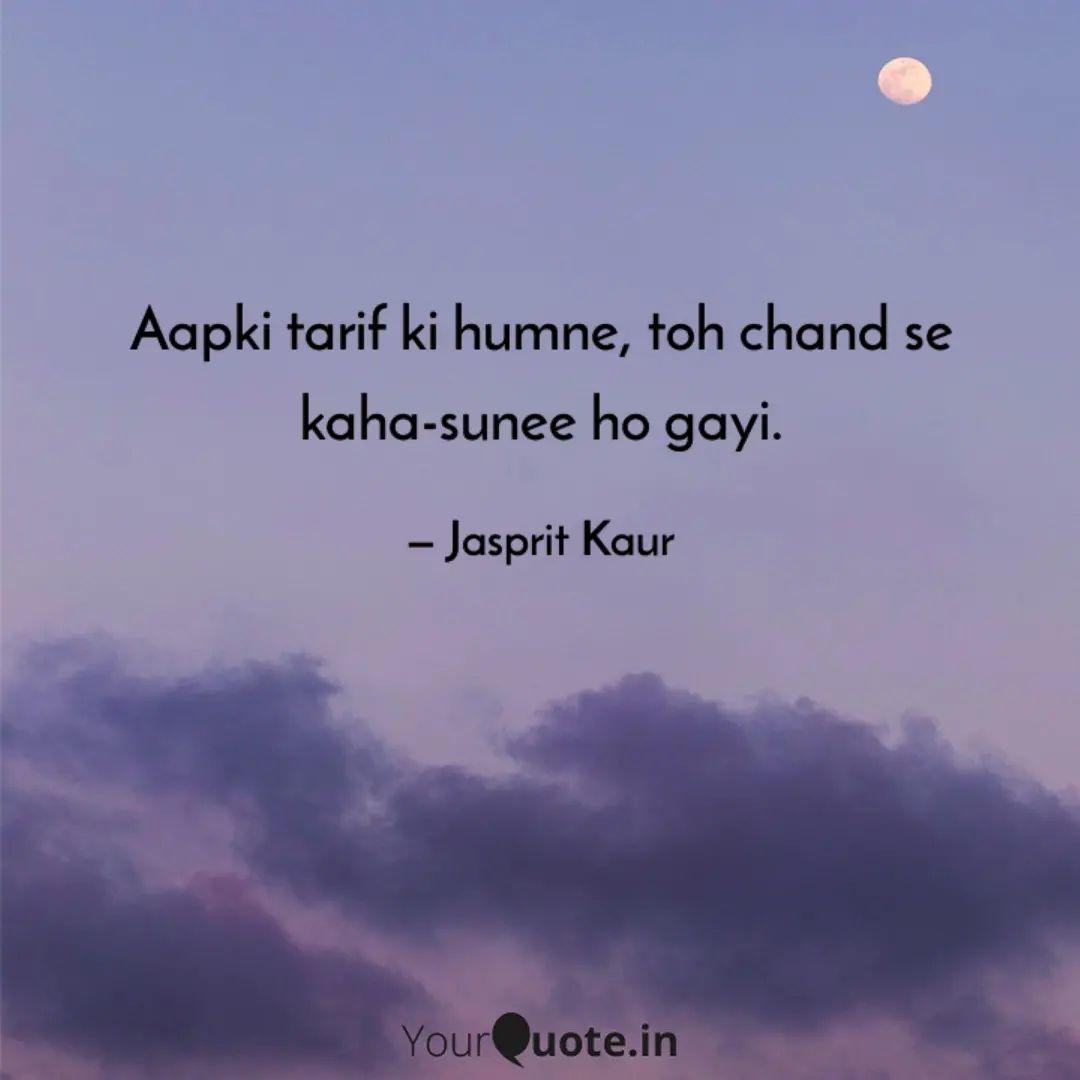 Aapki tarif ki humne, toh chand se
kaha-sunee ho gayi.
– Jasprit Kaur
YourQuote.in